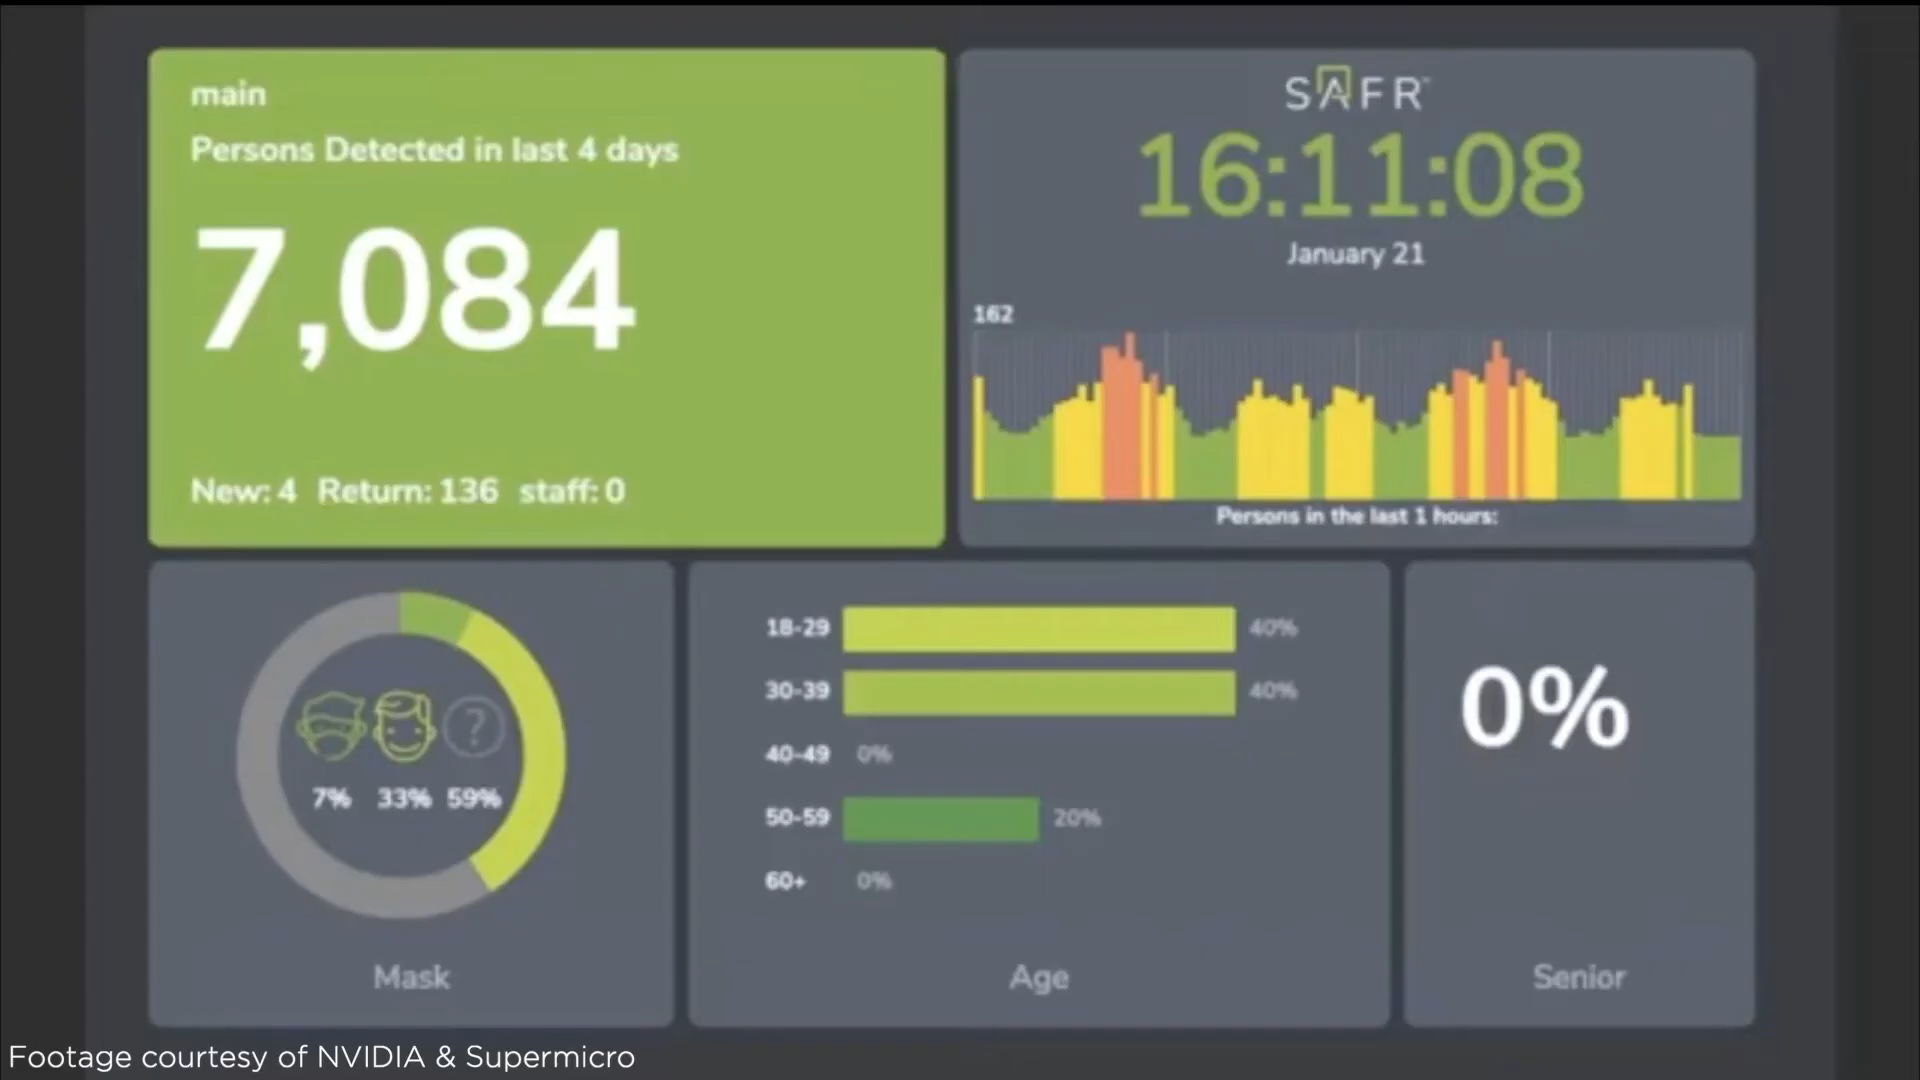 main
Persons Detected in last 4 days
7,084
New: 4 Return: 136 staff: 0
SAFR™
16:11:08
January 21
162
Persons in the last 1 hours:
?
7% 33% 59%
Mask
18-29 40%
30-39 40%
40-49 0%
50-59 20%
60+ 0%
Age
0%
Senior
Footage courtesy of NVIDIA & Supermicro